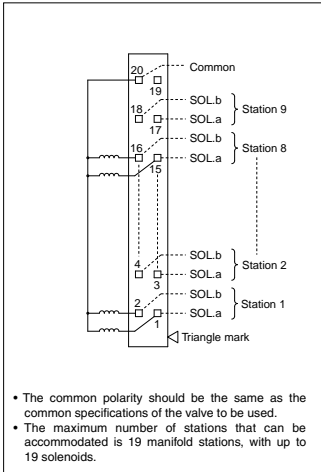 20
Common
19
18
SOL.b
Station 9
17
SOL.a
16
SOL.b
Station 8
15
SOL.a
4
SOL.b
Station 2
3
SOL.a
2
SOL.b
Station 1
1
SOL.a
Triangle mark
• The common polarity should be the same as the
common specifications of the valve to be used.
• The maximum number of stations that can be
accommodated is 19 manifold stations, with up to
19 solenoids.